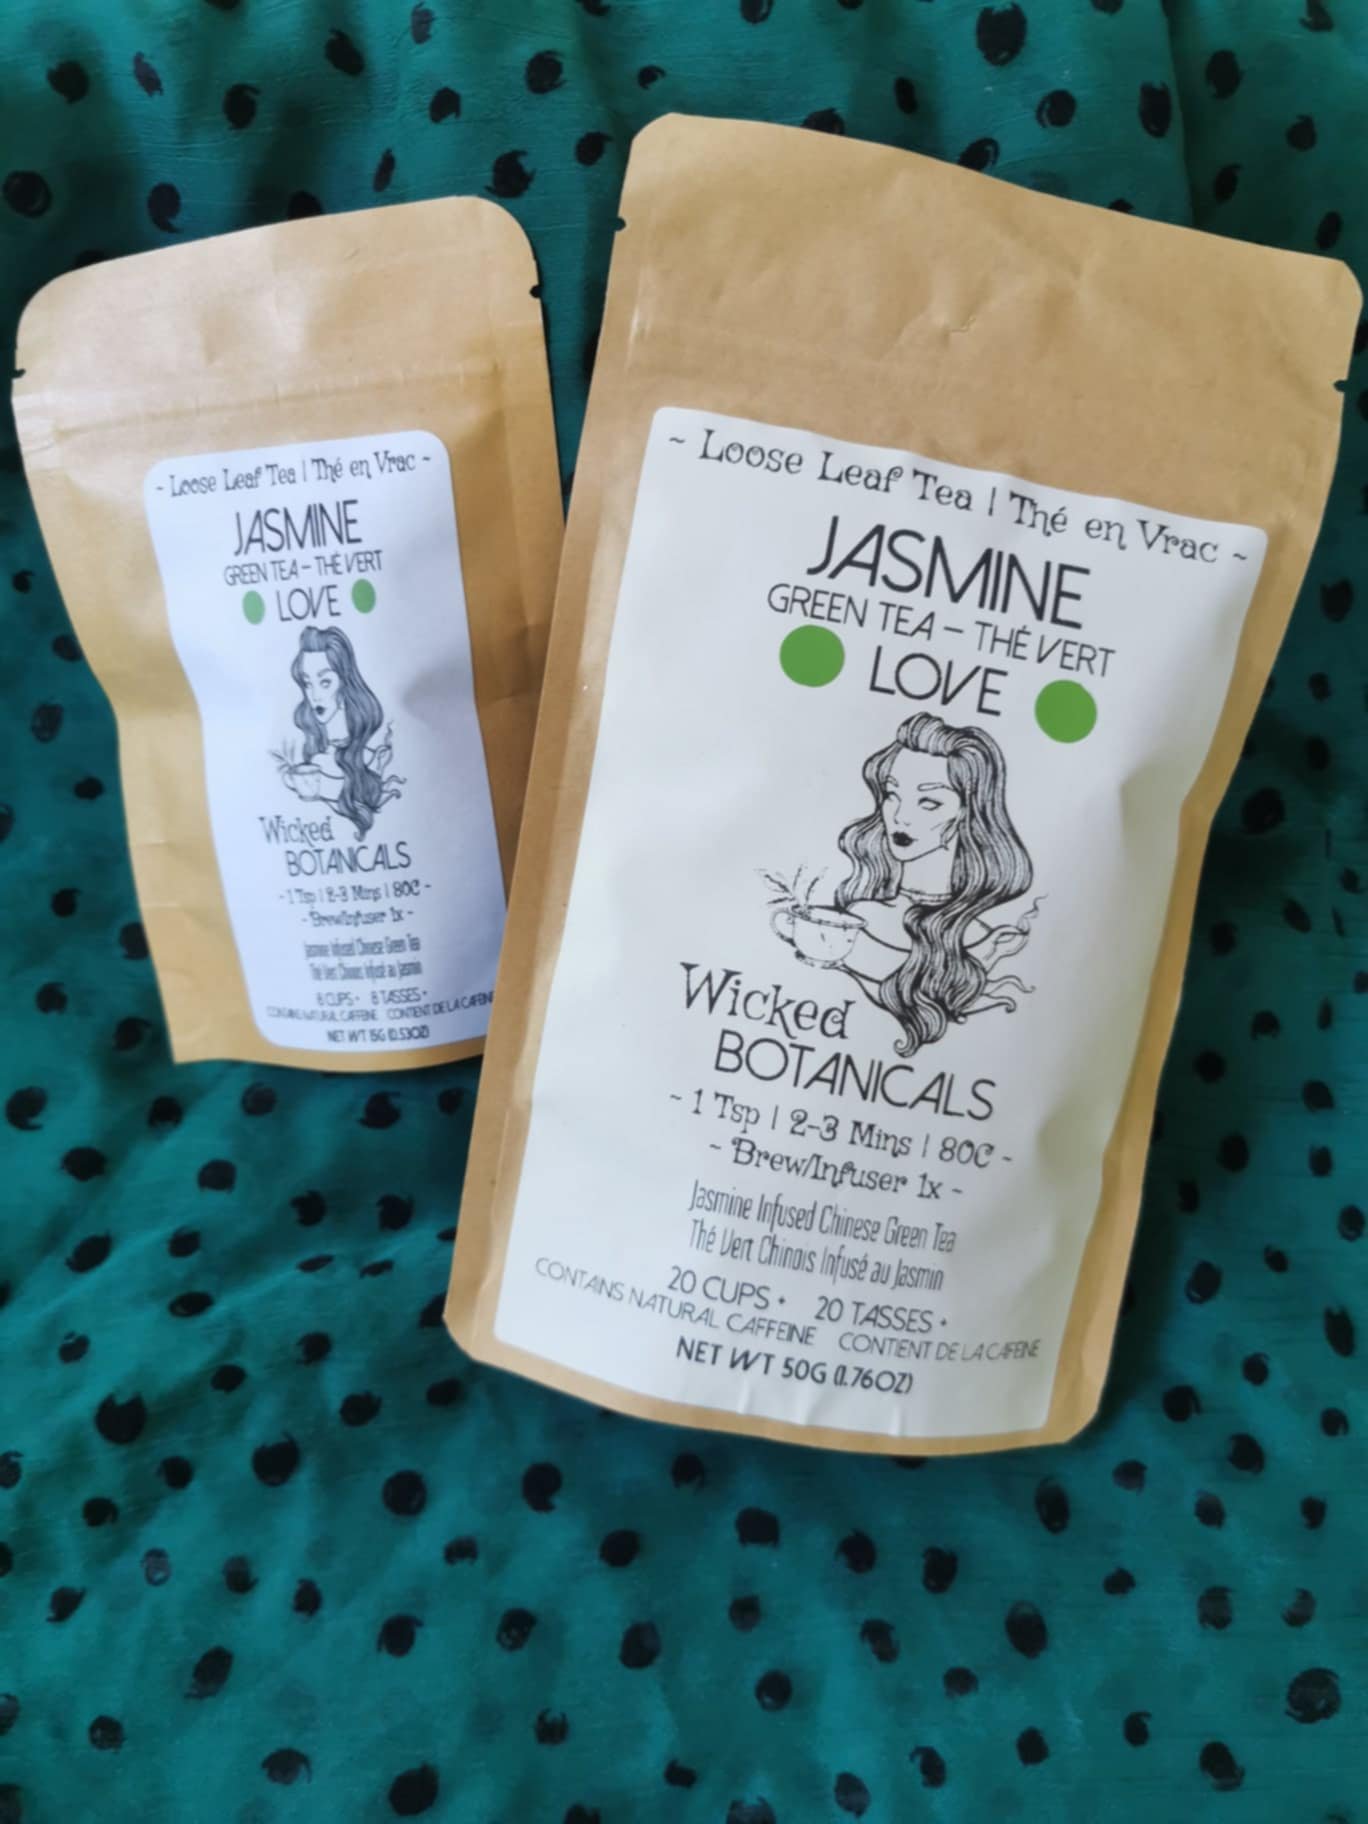 ~ Loose Leaf Tea | Thé en Vrac ~
JASMINE
GREEN TEA – THÉ VERT
LOVE
Wicked
BOTANICALS
~ 1 Tsp | 2-3 Mins | 80C ~
~ Brew/Infuser 1x ~
Jasmine Infused Chinese Green Tea
Thé Vert Chinois Infusé au Jasmin
8 CUPS + 8 TASSES +
CONTAINS NATURAL CAFFEINE CONTIENT DE LA CAFEINE
NET WT 15G (0.53OZ)
~ Loose Leaf Tea | Thé en Vrac ~
JASMINE
GREEN TEA – THÉ VERT
LOVE
Wicked
BOTANICALS
~ 1 Tsp | 2-3 Mins | 80C ~
~ Brew/Infuser 1x ~
Jasmine Infused Chinese Green Tea
Thé Vert Chinois Infusé au Jasmin
20 CUPS + 20 TASSES +
CONTAINS NATURAL CAFFEINE CONTIENT DE LA CAFEINE
NET WT 50G (1.76OZ)